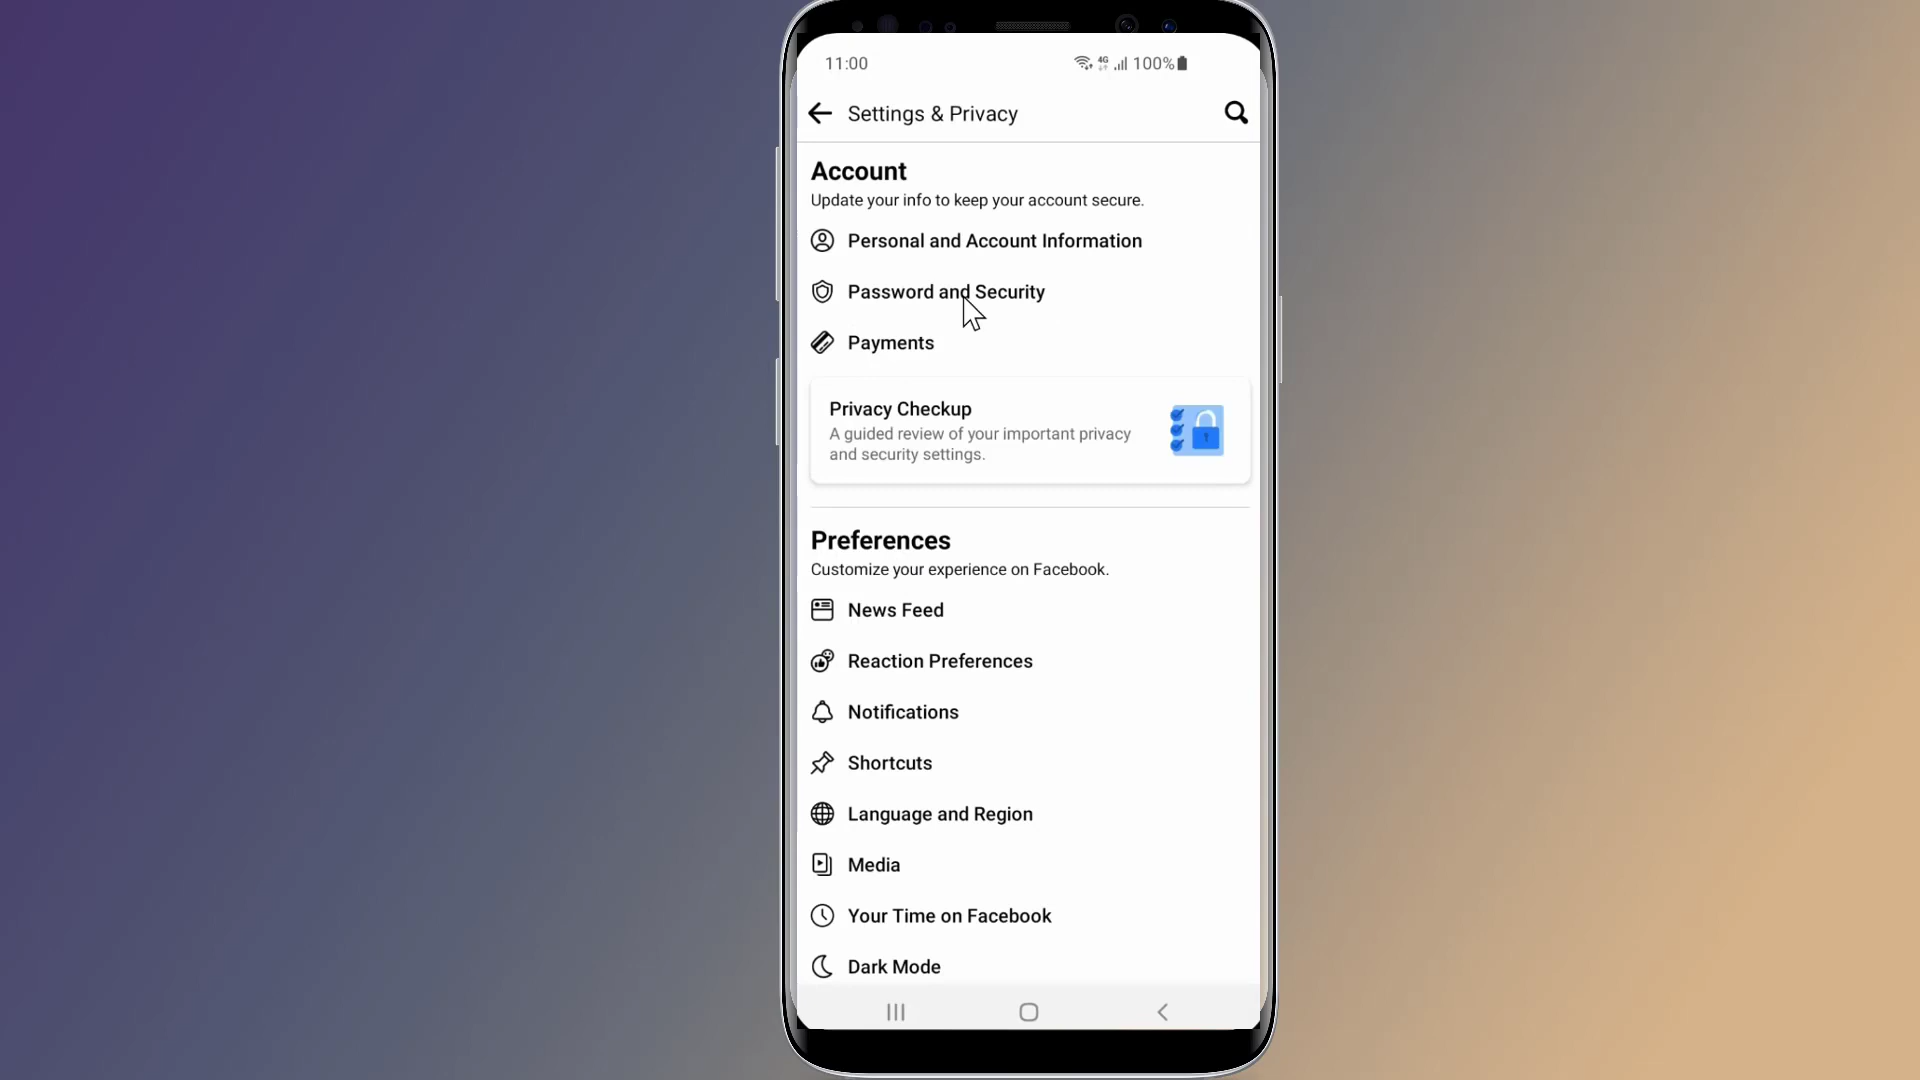 11:00
4G
100%
Settings & Privacy
Account
Update your info to keep your account secure.
Personal and Account Information
Password and Security
Payments
Privacy Checkup
A guided review of your important privacy
and security settings.
Preferences
Customize your experience on Facebook.
News Feed
Reaction Preferences
Notifications
Shortcuts
Language and Region
Media
Your Time on Facebook
Dark Mode